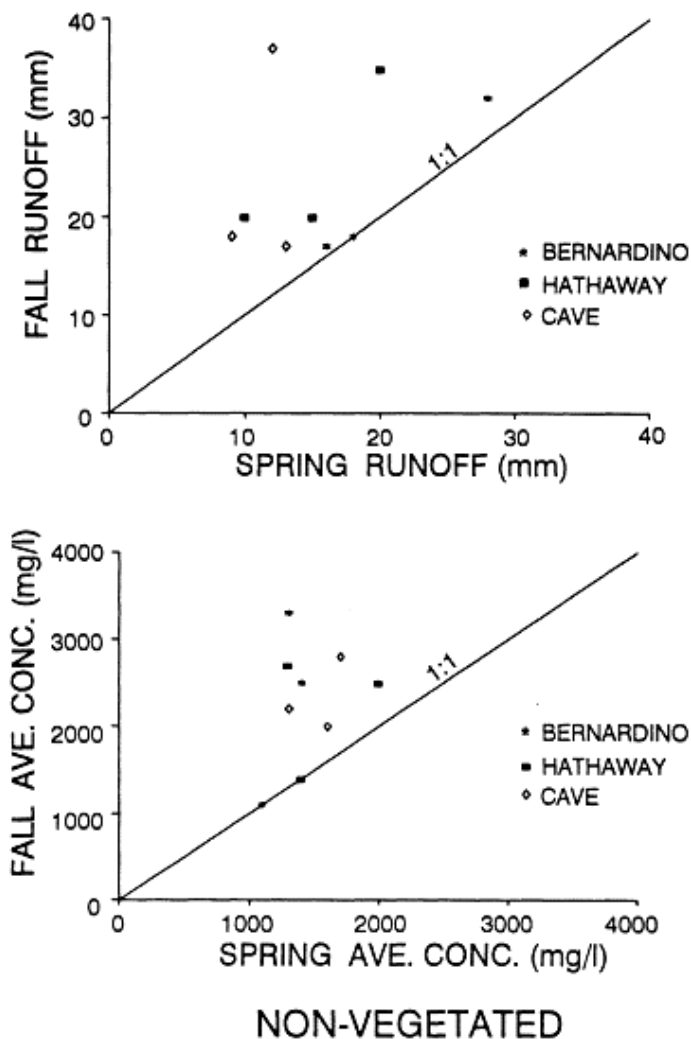 40
FALL RUNOFF (mm)
30
1:1
20
★ BERNARDINO
■ HATHAWAY
10
◇ CAVE
0
0 10 20 30 40
SPRING RUNOFF (mm)
4000
FALL AVE. CONC. (mg/l)
3000
1:1
2000
★ BERNARDINO
■ HATHAWAY
◇ CAVE
1000
0
0 1000 2000 3000 4000
SPRING AVE. CONC. (mg/l)
NON-VEGETATED